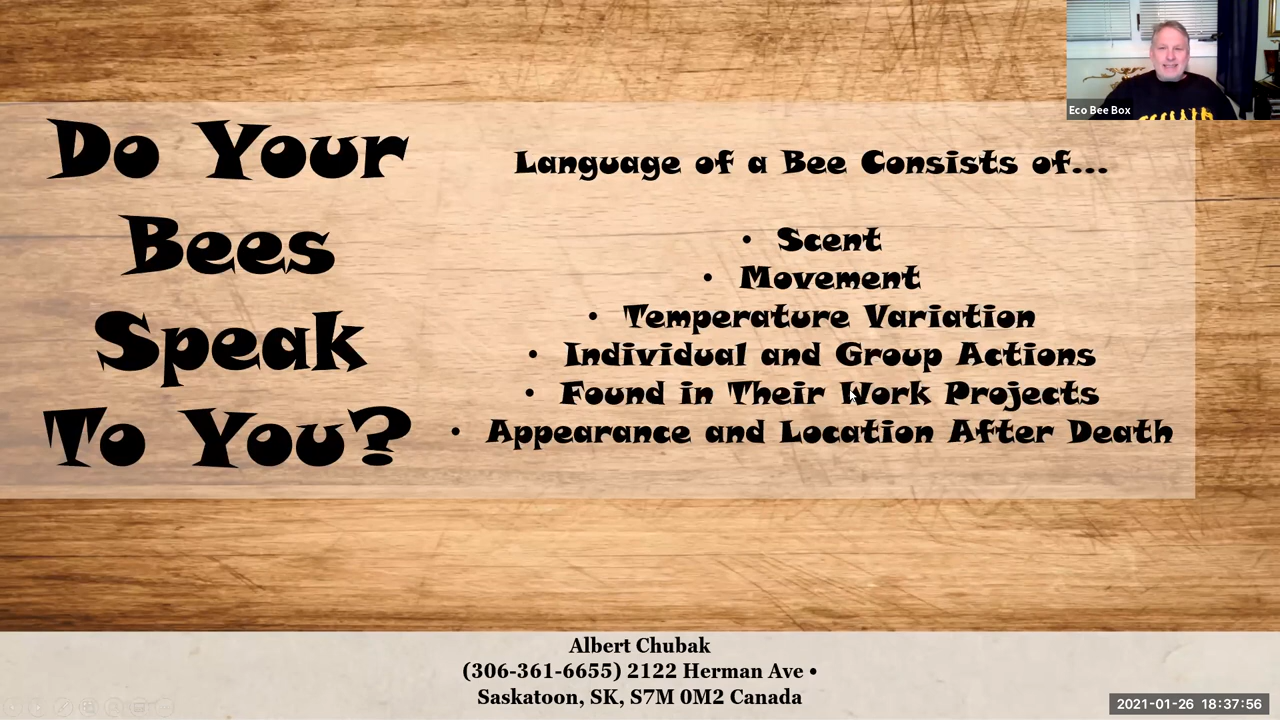 Do Your
Bees
Speak
To You?
Language of a Bee Consists of...
• Scent
• Movement
• Temperature Variation
• Individual and Group Actions
• Found in Their Work Projects
• Appearance and Location After Death
Eco Bee Box
Albert Chubak
(306-361-6655) 2122 Herman Ave •
Saskatoon, SK, S7M 0M2 Canada
2021-01-26 18:37:56